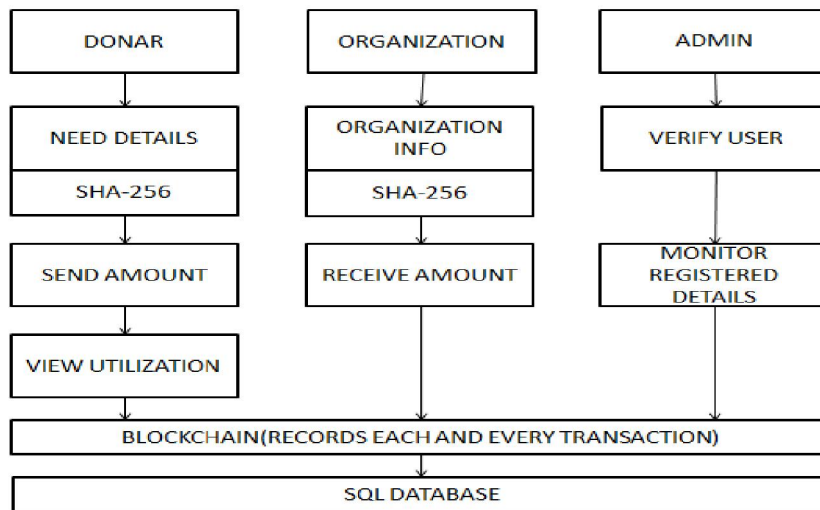 DONAR
NEED DETAILS
SHA-256
SEND AMOUNT
VIEW UTILIZATION
ORGANIZATION
ORGANIZATION
INFO
SHA-256
RECEIVE AMOUNT
ADMIN
VERIFY USER
MONITOR
REGISTERED
DETAILS
BLOCKCHAIN(RECORDS EACH AND EVERY TRANSACTION)
SQL DATABASE